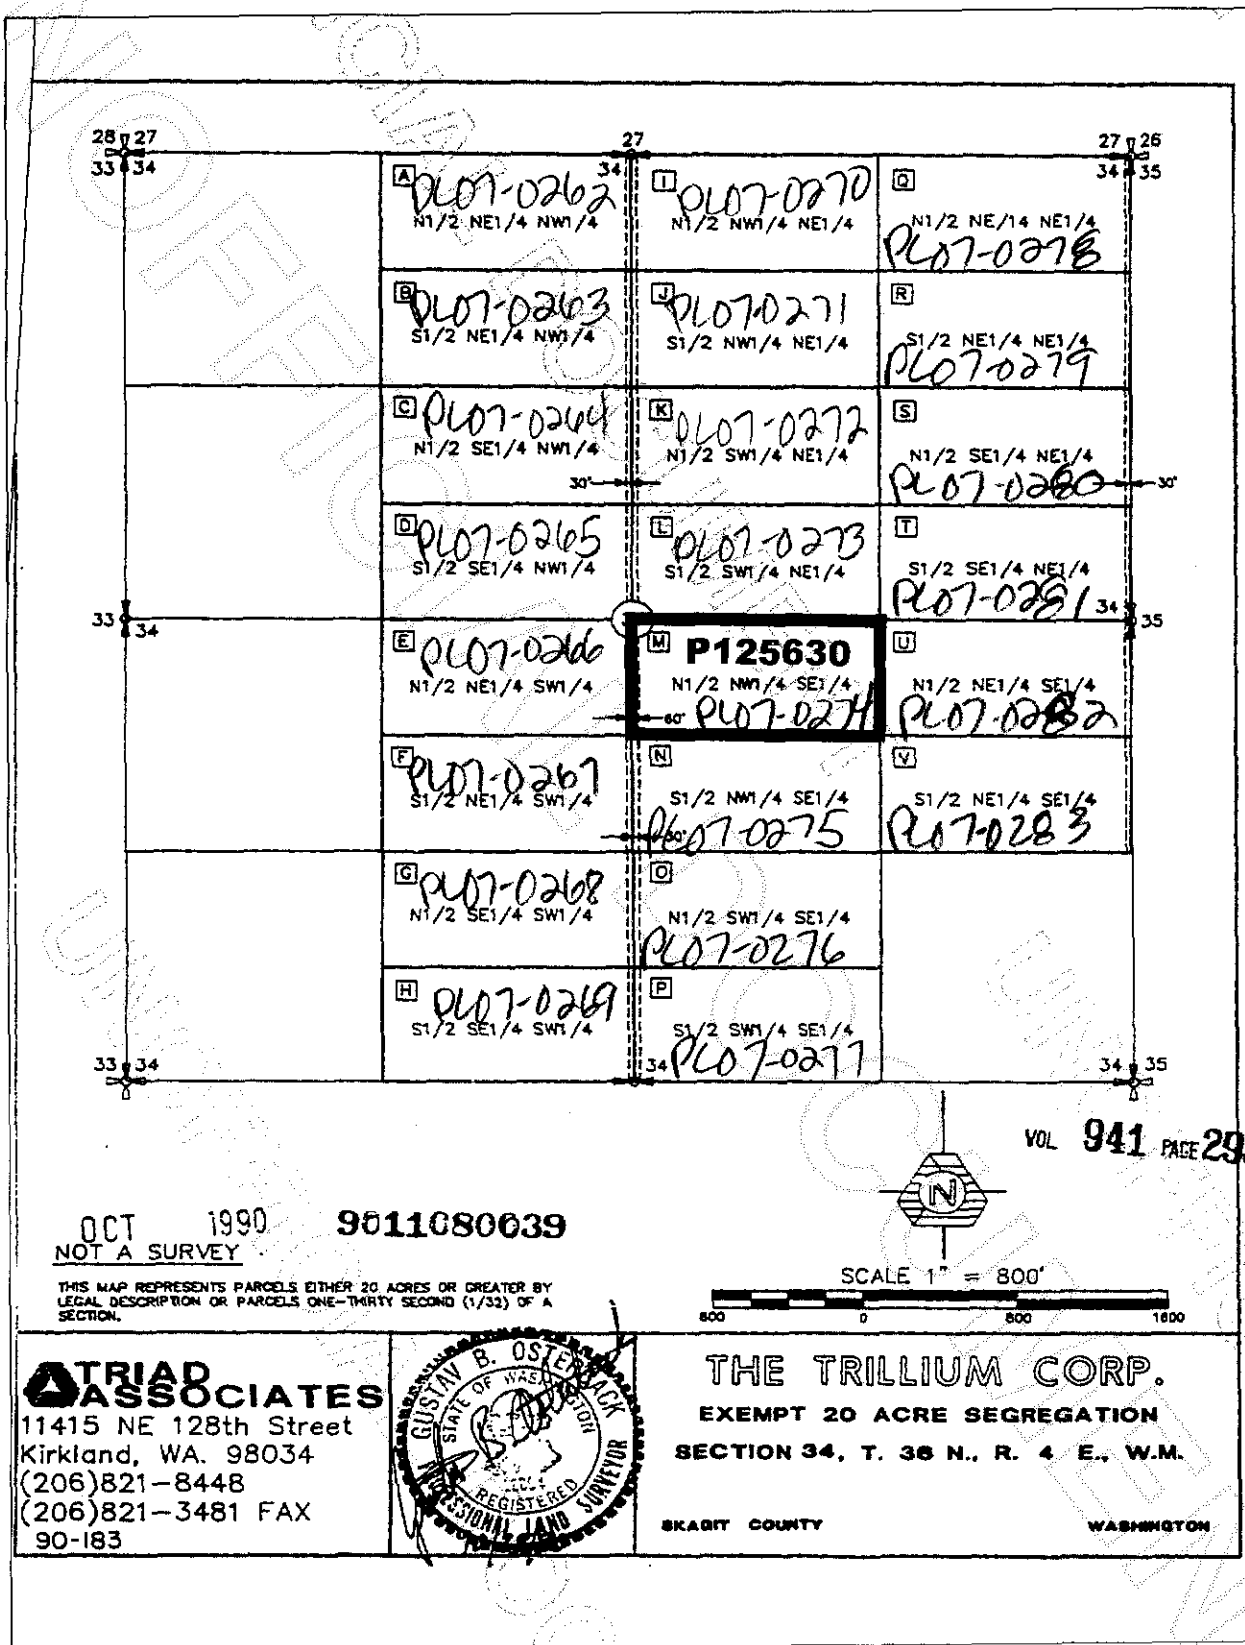 28 27
33 34
27
34
27 26
34 35
A PL07-0262
N1/2 NE1/4 NW1/4
I PL07-0270
N1/2 NW1/4 NE1/4
Q
N1/2 NE/14 NE1/4
PL07-0278
B PL07-0263
S1/2 NE1/4 NW1/4
J PL07-0271
S1/2 NW1/4 NE1/4
R
S1/2 NE1/4 NE1/4
PL07-0279
C PL07-0264
N1/2 SE1/4 NW1/4
30'
K PL07-0272
N1/2 SW1/4 NE1/4
S
N1/2 SE1/4 NE1/4
PL07-0280
30'
D PL07-0265
S1/2 SE1/4 NW1/4
L PL07-0273
S1/2 SW1/4 NE1/4
T
S1/2 SE1/4 NE1/4
PL07-0281
33
34
34
35
E PL07-0266
N1/2 NE1/4 SW1/4
M P125630
N1/2 NW1/4 SE1/4
60' PL07-0274
U
N1/2 NE1/4 SE1/4
PL07-0282
F PL07-0267
S1/2 NE1/4 SW1/4
N
S1/2 NW1/4 SE1/4
PL07-0275
V
S1/2 NE1/4 SE1/4
PL07-0283
G PL07-0268
N1/2 SE1/4 SW1/4
O
N1/2 SW1/4 SE1/4
PL07-0276
H PL07-0269
S1/2 SE1/4 SW1/4
P
S1/2 SW1/4 SE1/4
PL07-0277
33 34
34
34 35
VOL 941 PAGE 29
N
OCT 1990 9011080039
NOT A SURVEY
THIS MAP REPRESENTS PARCELS EITHER 20 ACRES OR GREATER BY
LEGAL DESCRIPTION OR PARCELS ONE-THIRTY SECOND (1/32) OF A
SECTION.
SCALE 1" = 800'
800 0 800 1600
TRIAD
ASSOCIATES
11415 NE 128th Street
Kirkland, WA. 98034
(206)821-8448
(206)821-3481 FAX
90-183
GUSTAV B. OSTERJACK
STATE OF WASHINGTON
REGISTERED
PROFESSIONAL LAND SURVEYOR
THE TRILLIUM CORP.
EXEMPT 20 ACRE SEGREGATION
SECTION 34, T. 36 N., R. 4 E., W.M.
SKAGIT COUNTY WASHINGTON
UNOFFICIAL DOCUMENT